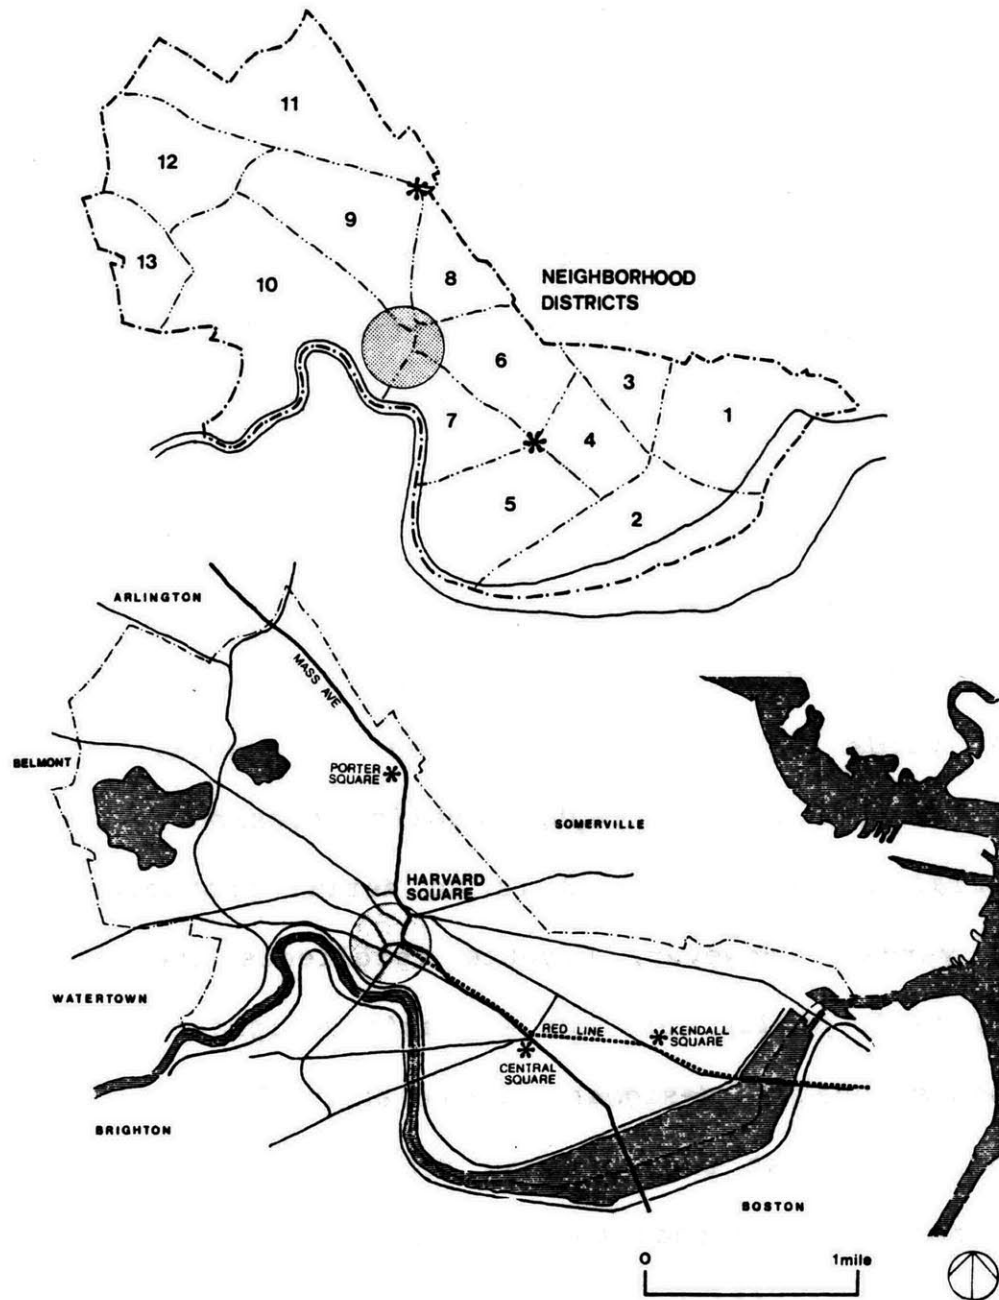 11
12
9
13
10
8
NEIGHBORHOOD
DISTRICTS
6
3
7
1
4
5
2
ARLINGTON
MASS AVE
BELMONT
PORTER
SQUARE
SOMERVILLE
HARVARD
SQUARE
WATERTOWN
RED LINE
KENDALL
SQUARE
CENTRAL
SQUARE
BRIGHTON
BOSTON
0 1mile